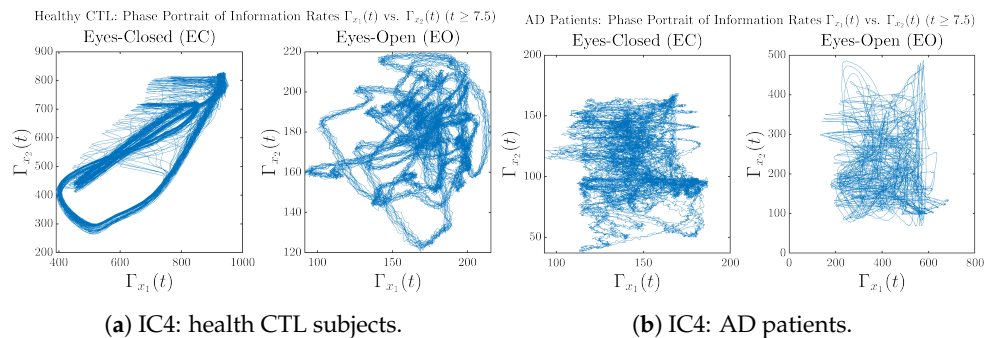 Healthy CTL: Phase Portrait of Information Rates Γx₁(t) vs. Γx₂(t) (t ≥ 7.5)
Eyes-Closed (EC)
900
800
700
600
500
400
300
200
Γx₂(t)
400
600
800
1000
Γx₁(t)
Eyes-Open (EO)
220
200
180
160
140
120
Γx₂(t)
100
150
200
Γx₁(t)
(a) IC4: health CTL subjects.
AD Patients: Phase Portrait of Information Rates Γx₁(t) vs. Γx₂(t) (t ≥ 7.5)
Eyes-Closed (EC)
200
150
100
50
Γx₂(t)
100
150
200
Γx₁(t)
Eyes-Open (EO)
500
400
300
200
100
0
Γx₂(t)
0
200
400
600
800
Γx₁(t)
(b) IC4: AD patients.